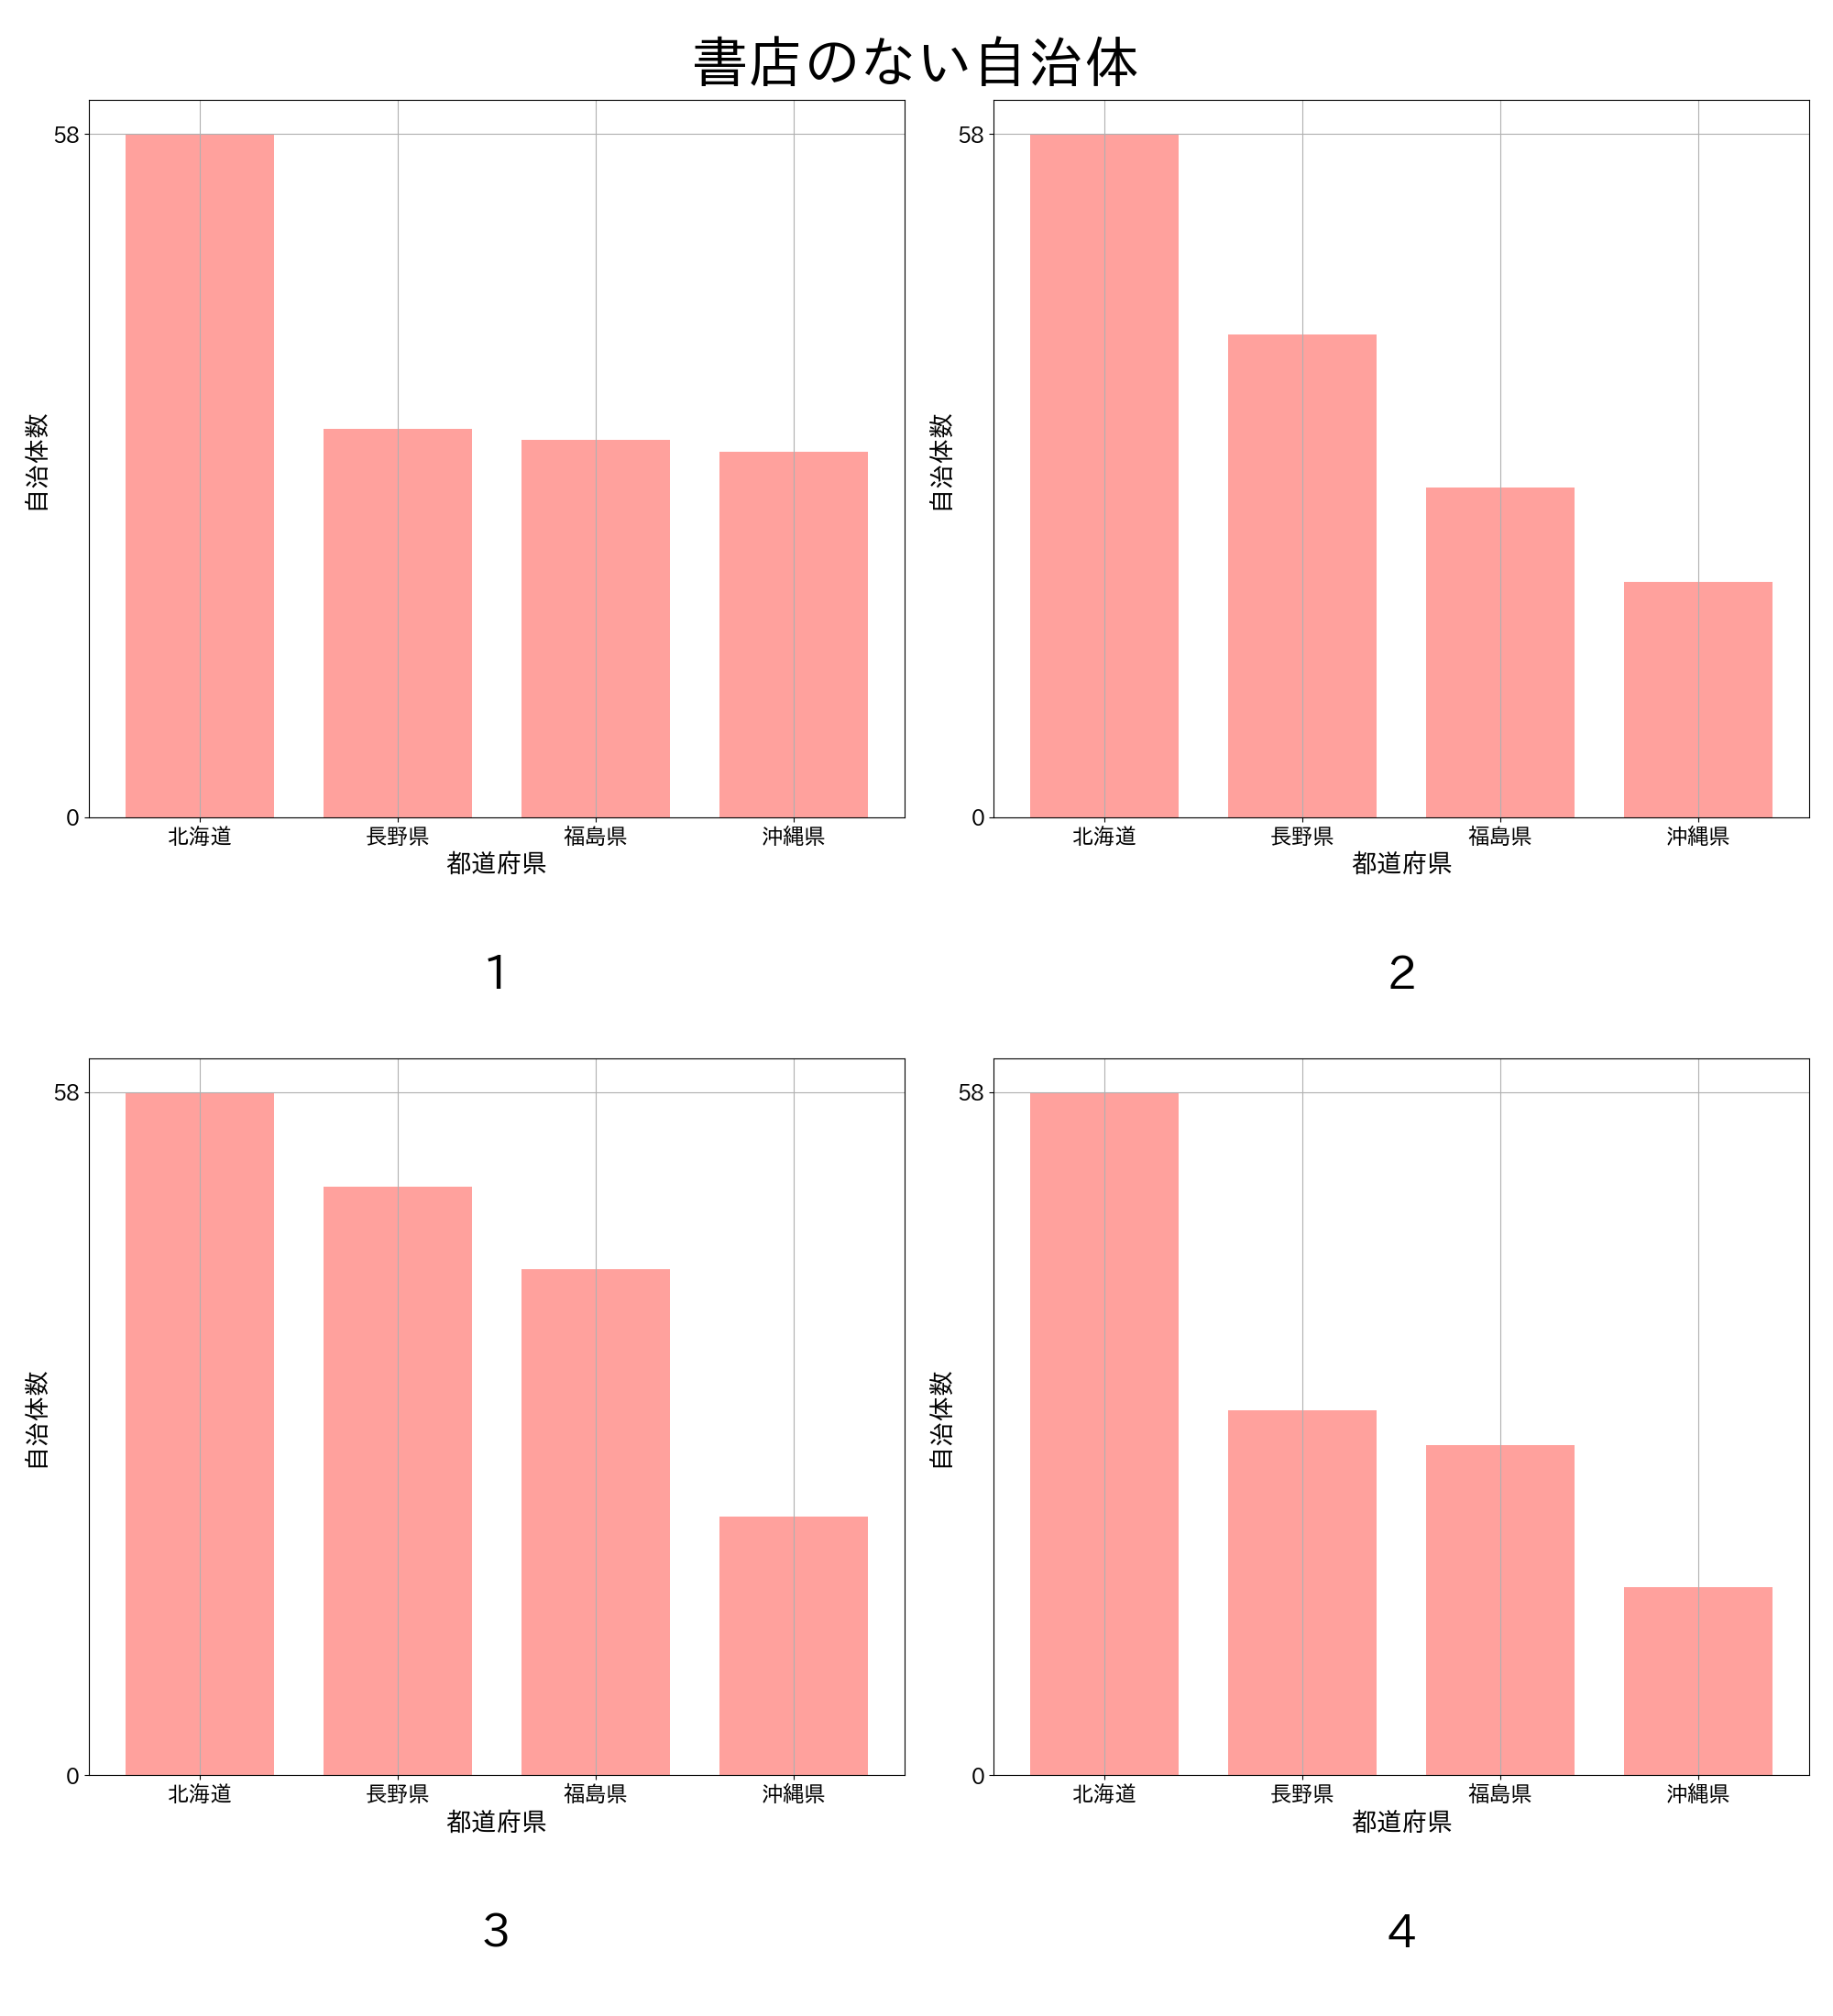 書店のない自治体
58
0
自治体数
北海道 長野県 福島県 沖縄県
都道府県
1
58
0
自治体数
北海道 長野県 福島県 沖縄県
都道府県
2
58
0
自治体数
北海道 長野県 福島県 沖縄県
都道府県
3
58
0
自治体数
北海道 長野県 福島県 沖縄県
都道府県
4